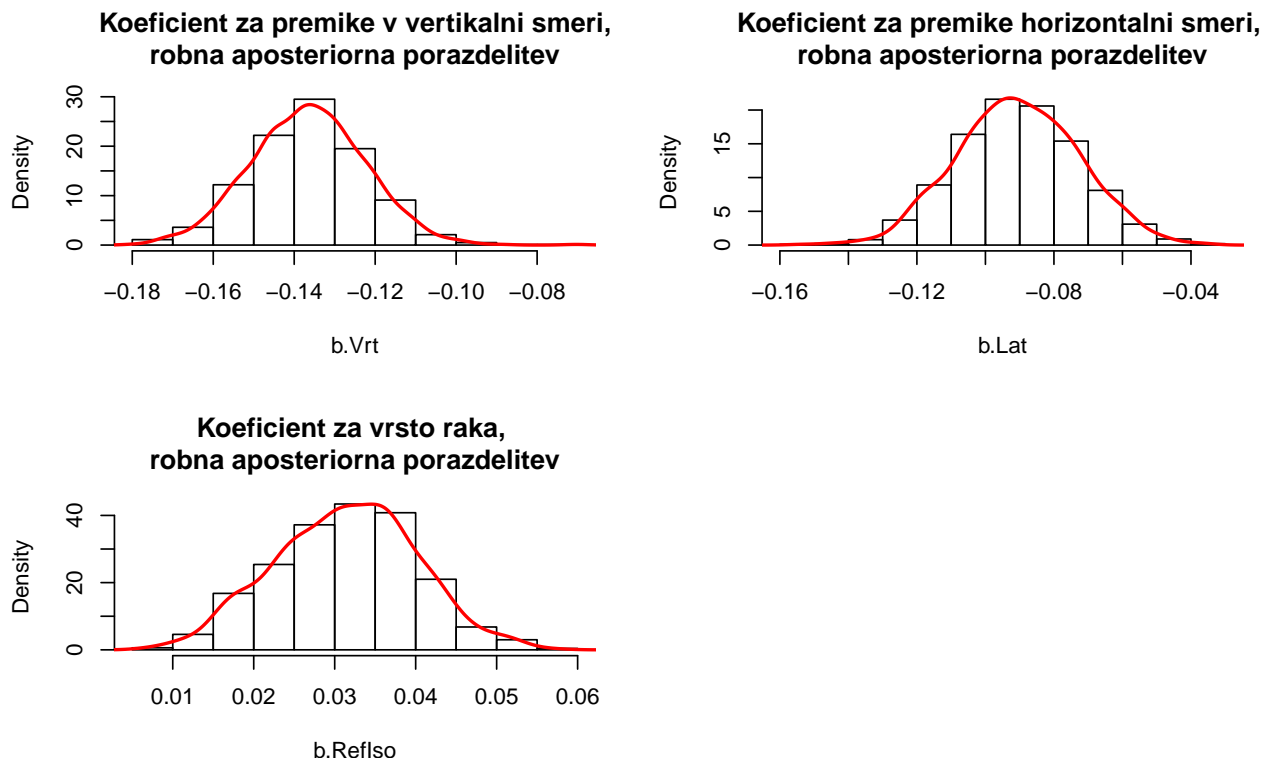 Koeficient za premike v vertikalni smeri,
robna aposteriorna porazdelitev
Density
0
10
20
30
−0.18
−0.16
−0.14
−0.12
−0.10
−0.08
b.Vrt
Koeficient za premike horizontalni smeri,
robna aposteriorna porazdelitev
Density
0
5
15
−0.16
−0.12
−0.08
−0.04
b.Lat
Koeficient za vrsto raka,
robna aposteriorna porazdelitev
Density
0
20
40
0.01
0.02
0.03
0.04
0.05
0.06
b.RefIso